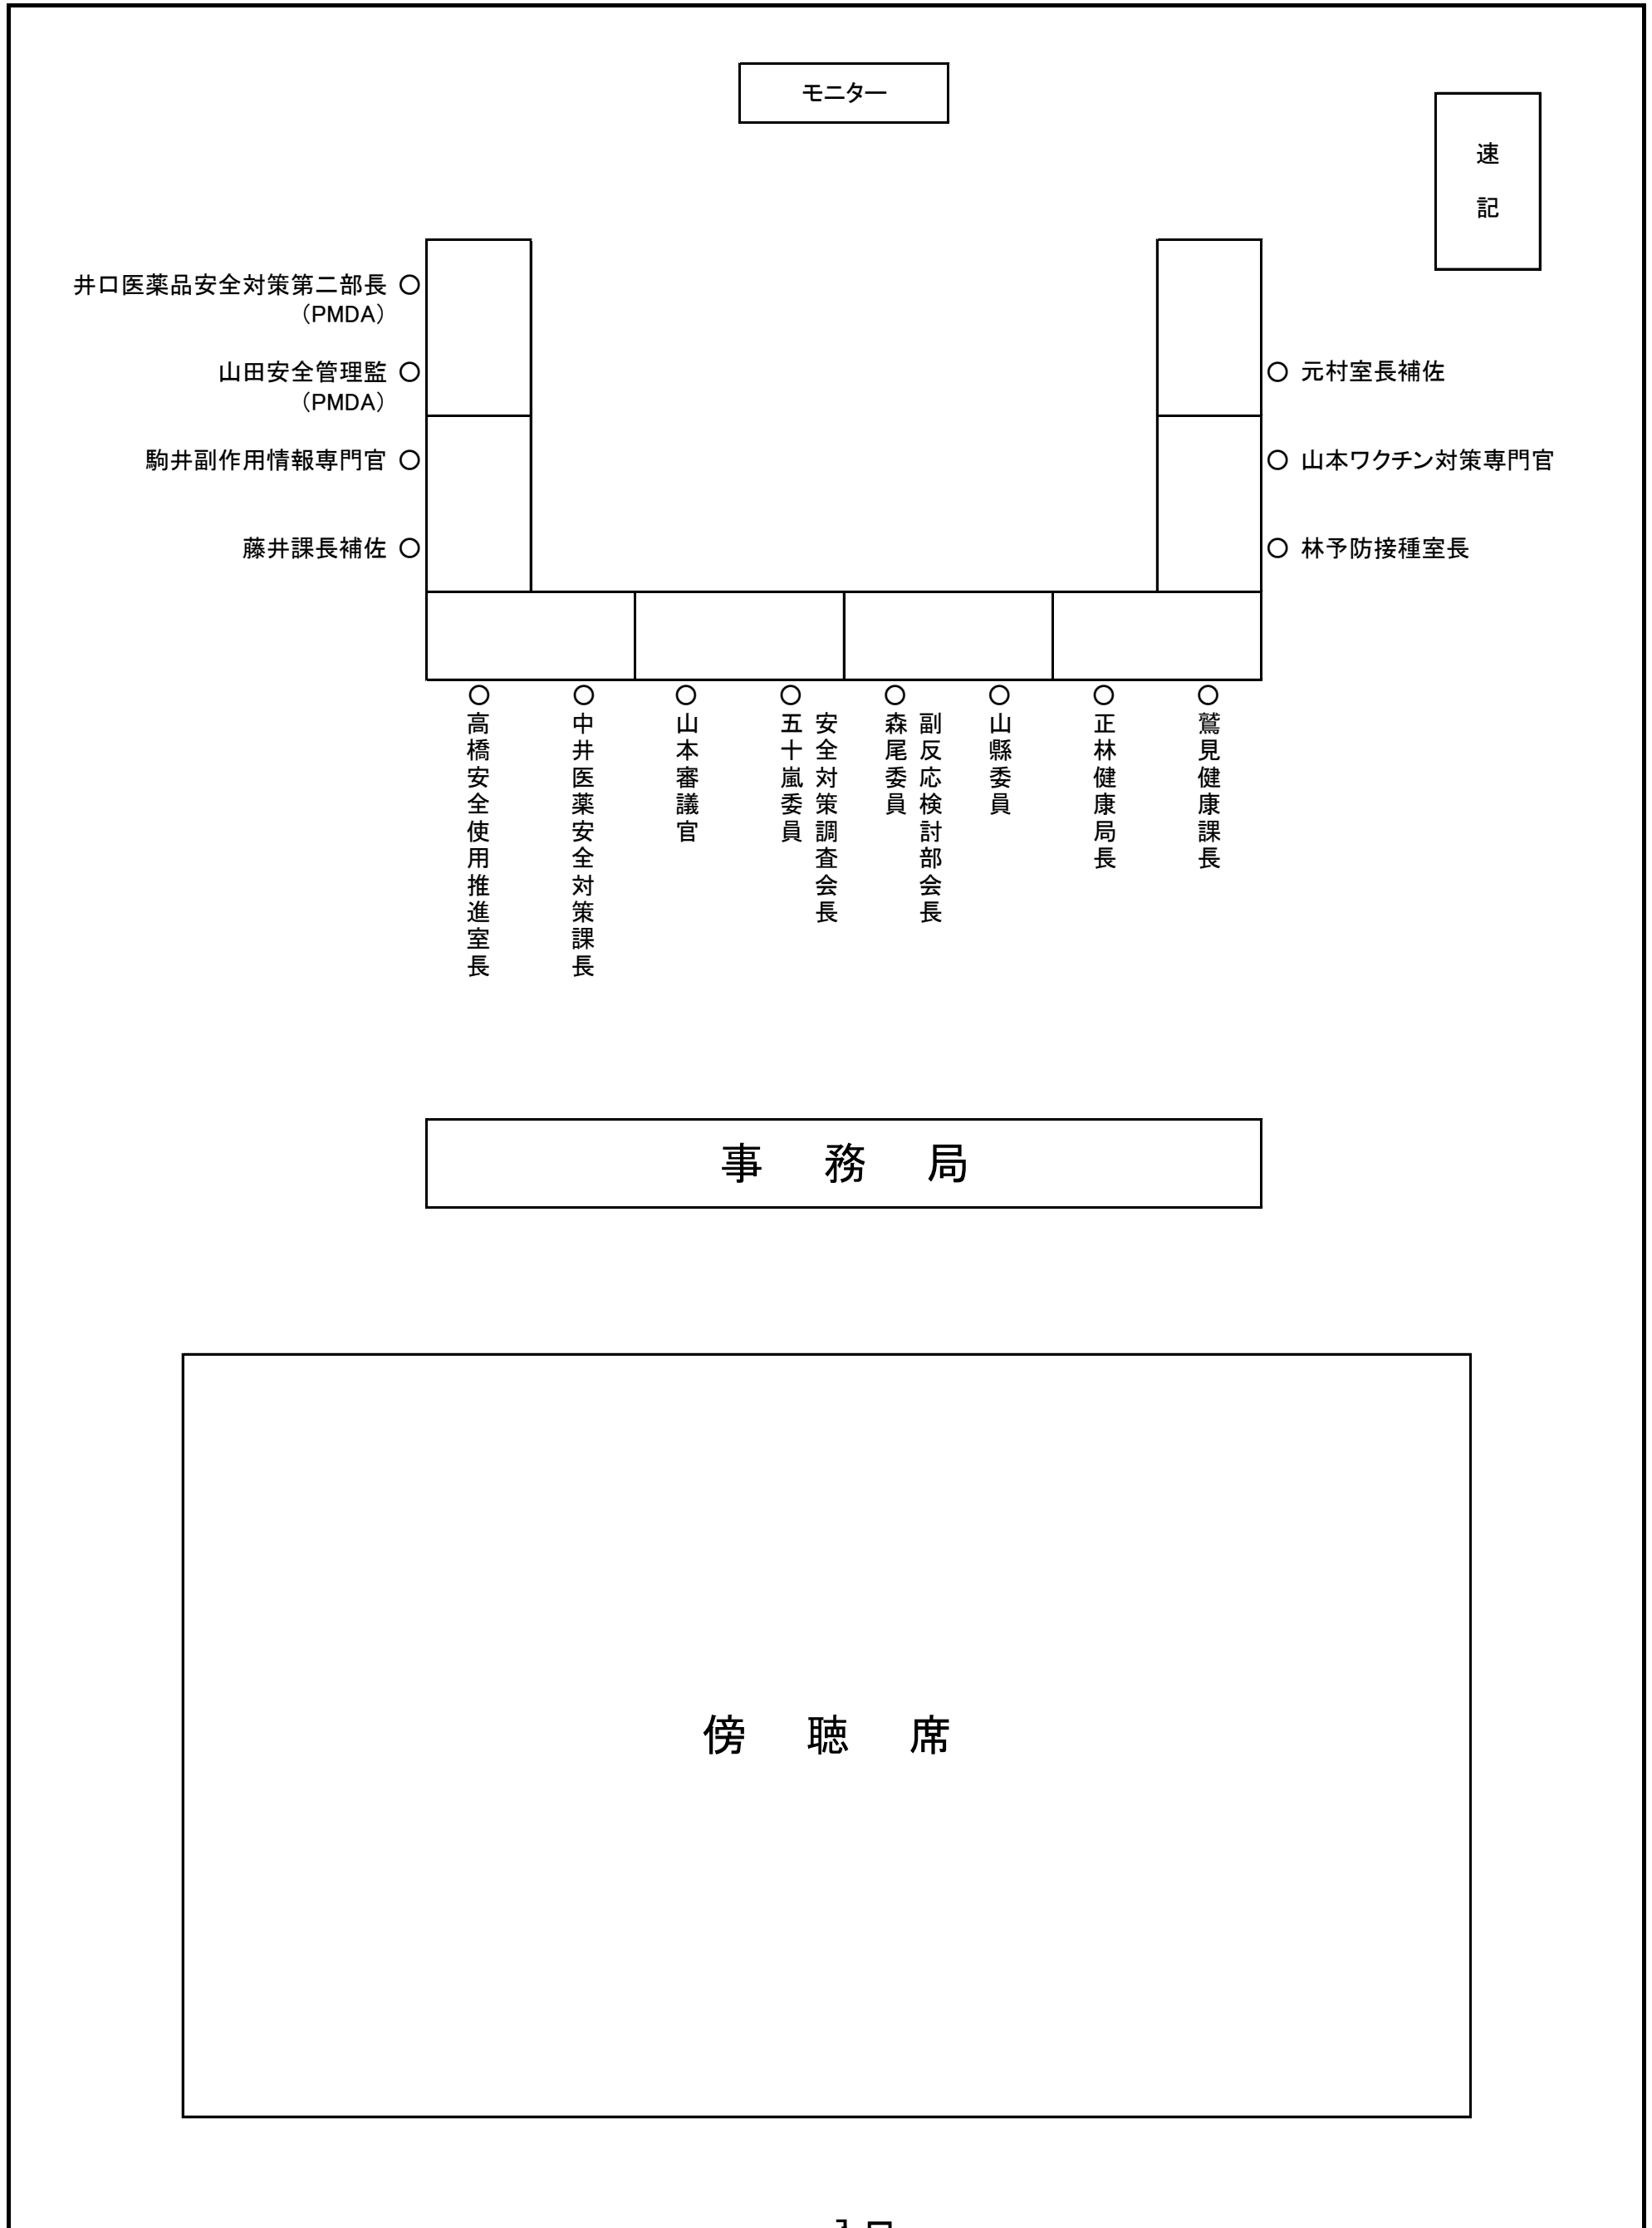 モニター
速
記
井口医薬品安全対策第二部長 ○
（PMDA）
山田安全管理監 ○
（PMDA）
○ 元村室長補佐
駒井副作用情報専門官 ○
○ 山本ワクチン対策専門官
藤井課長補佐 ○
○ 林予防接種室長
○ 高橋安全使用推進室長
○ 中井医薬安全対策課長
○ 山本審議官
○ 五十嵐委員
安全対策調査会長
○ 森尾委員
副反応検討部会長
○ 山縣委員
○ 正林健康局長
○ 鷲見健康課長
事　務　局
傍　聴　席